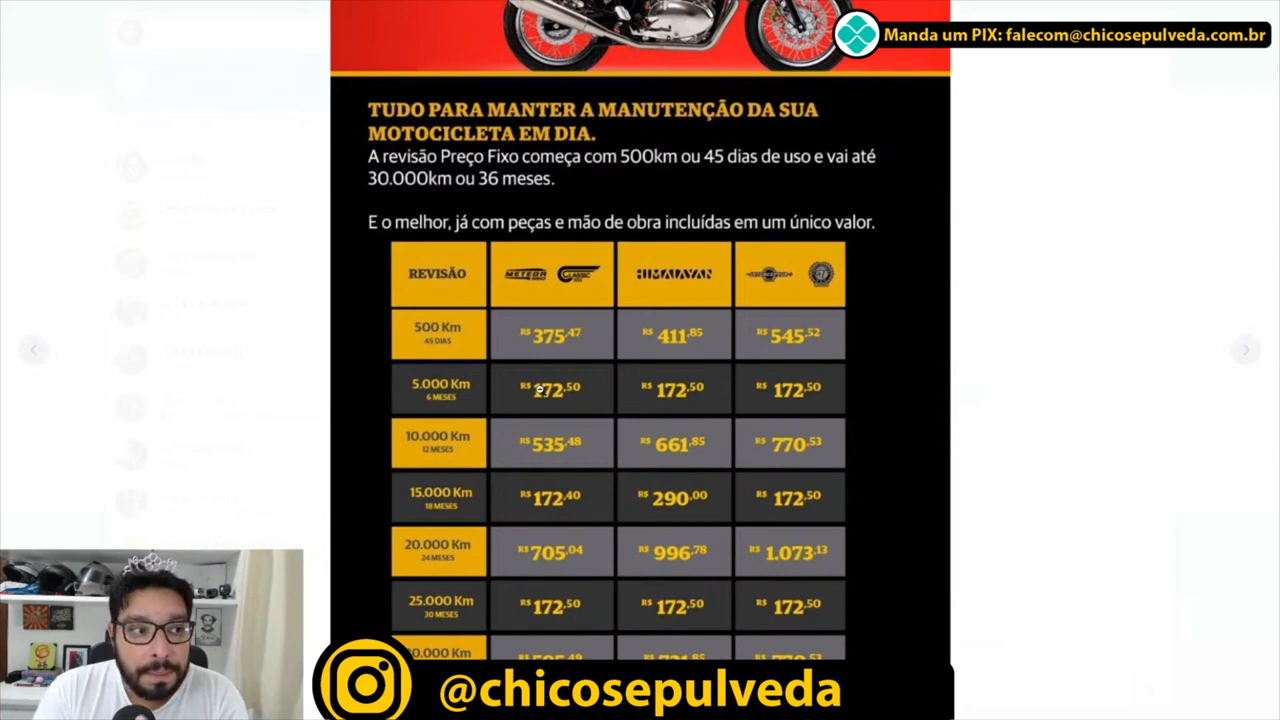 Manda um PIX: falecom@chicosepulveda.com.br
TUDO PARA MANTER A MANUTENÇÃO DA SUA
MOTOCICLETA EM DIA.
A revisão Preço Fixo começa com 500km ou 45 dias de uso e vai até
30.000km ou 36 meses.
E o melhor, já com peças e mão de obra incluídas em um único valor.
REVISÃO METEOR 350 CLASSIC 350 HIMALAYAN
500 Km R$ 375,47 R$ 411,85 R$ 545,52
45 DIAS
5.000 Km R$ 172,50 R$ 172,50 R$ 172,50
6 MESES
10.000 Km R$ 535,48 R$ 661,85 R$ 770,53
12 MESES
15.000 Km R$ 172,40 R$ 290,00 R$ 172,50
18 MESES
20.000 Km R$ 705,04 R$ 996,78 R$ 1.073,13
24 MESES
25.000 Km R$ 172,50 R$ 172,50 R$ 172,50
30 MESES
@chicosepulveda